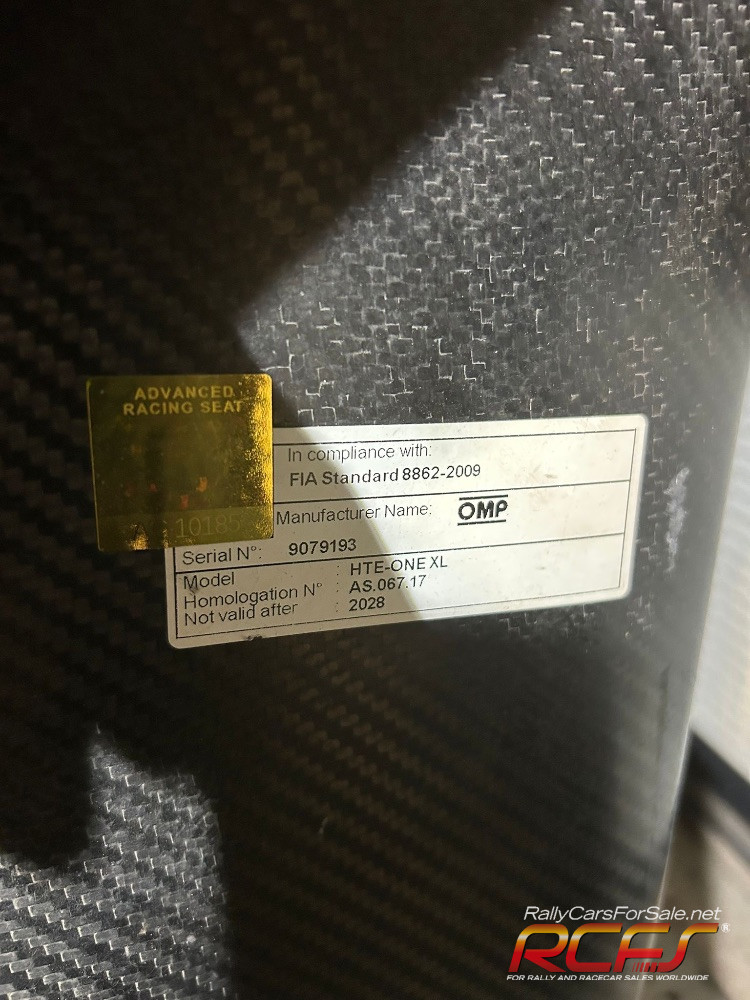 ADVANCED
RACING SEAT
In compliance with:
FIA Standard 8862-2009
Manufacturer Name: OMP
Serial N°: 9079193
Model : HTE-ONE XL
Homologation N° : AS.067.17
Not valid after : 2028
RallyCarsForSale.net
RCFS®
FOR RALLY AND RACECAR SALES WORLDWIDE